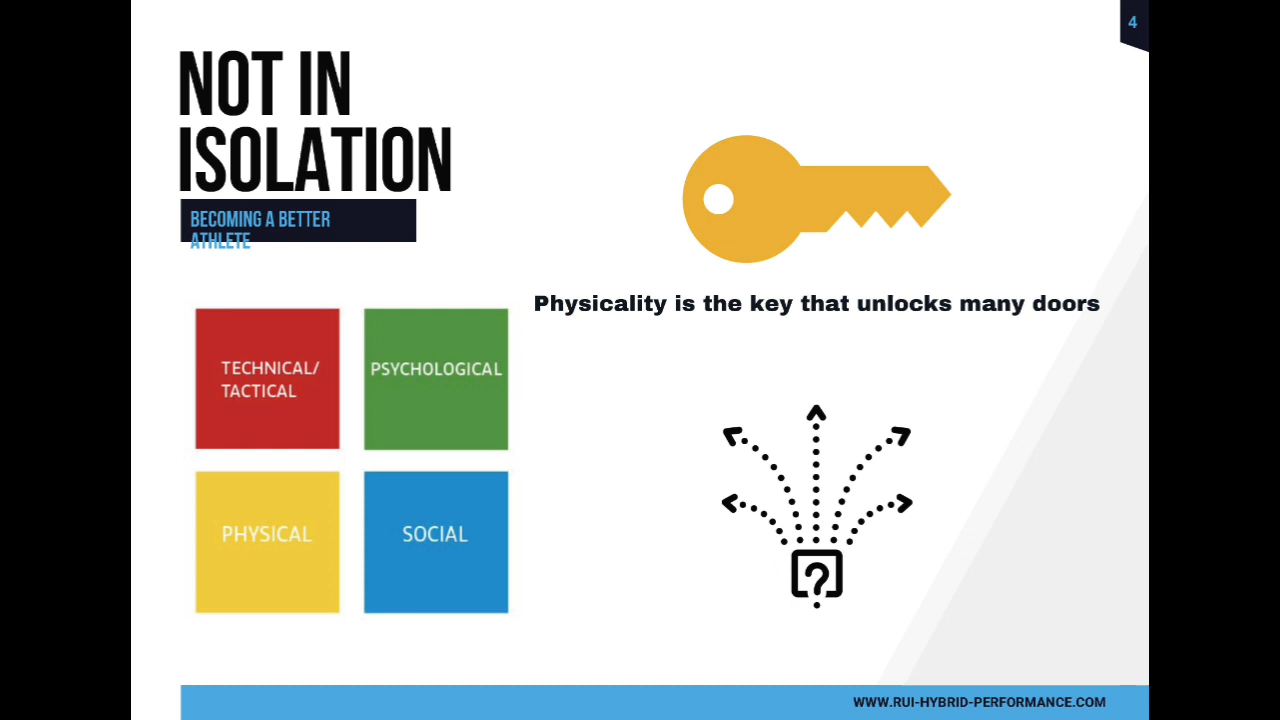 4
NOT IN
ISOLATION
BECOMING A BETTER
ATHLETE
Physicality is the key that unlocks many doors
TECHNICAL/
TACTICAL
PSYCHOLOGICAL
PHYSICAL
SOCIAL
?
WWW.RUI-HYBRID-PERFORMANCE.COM